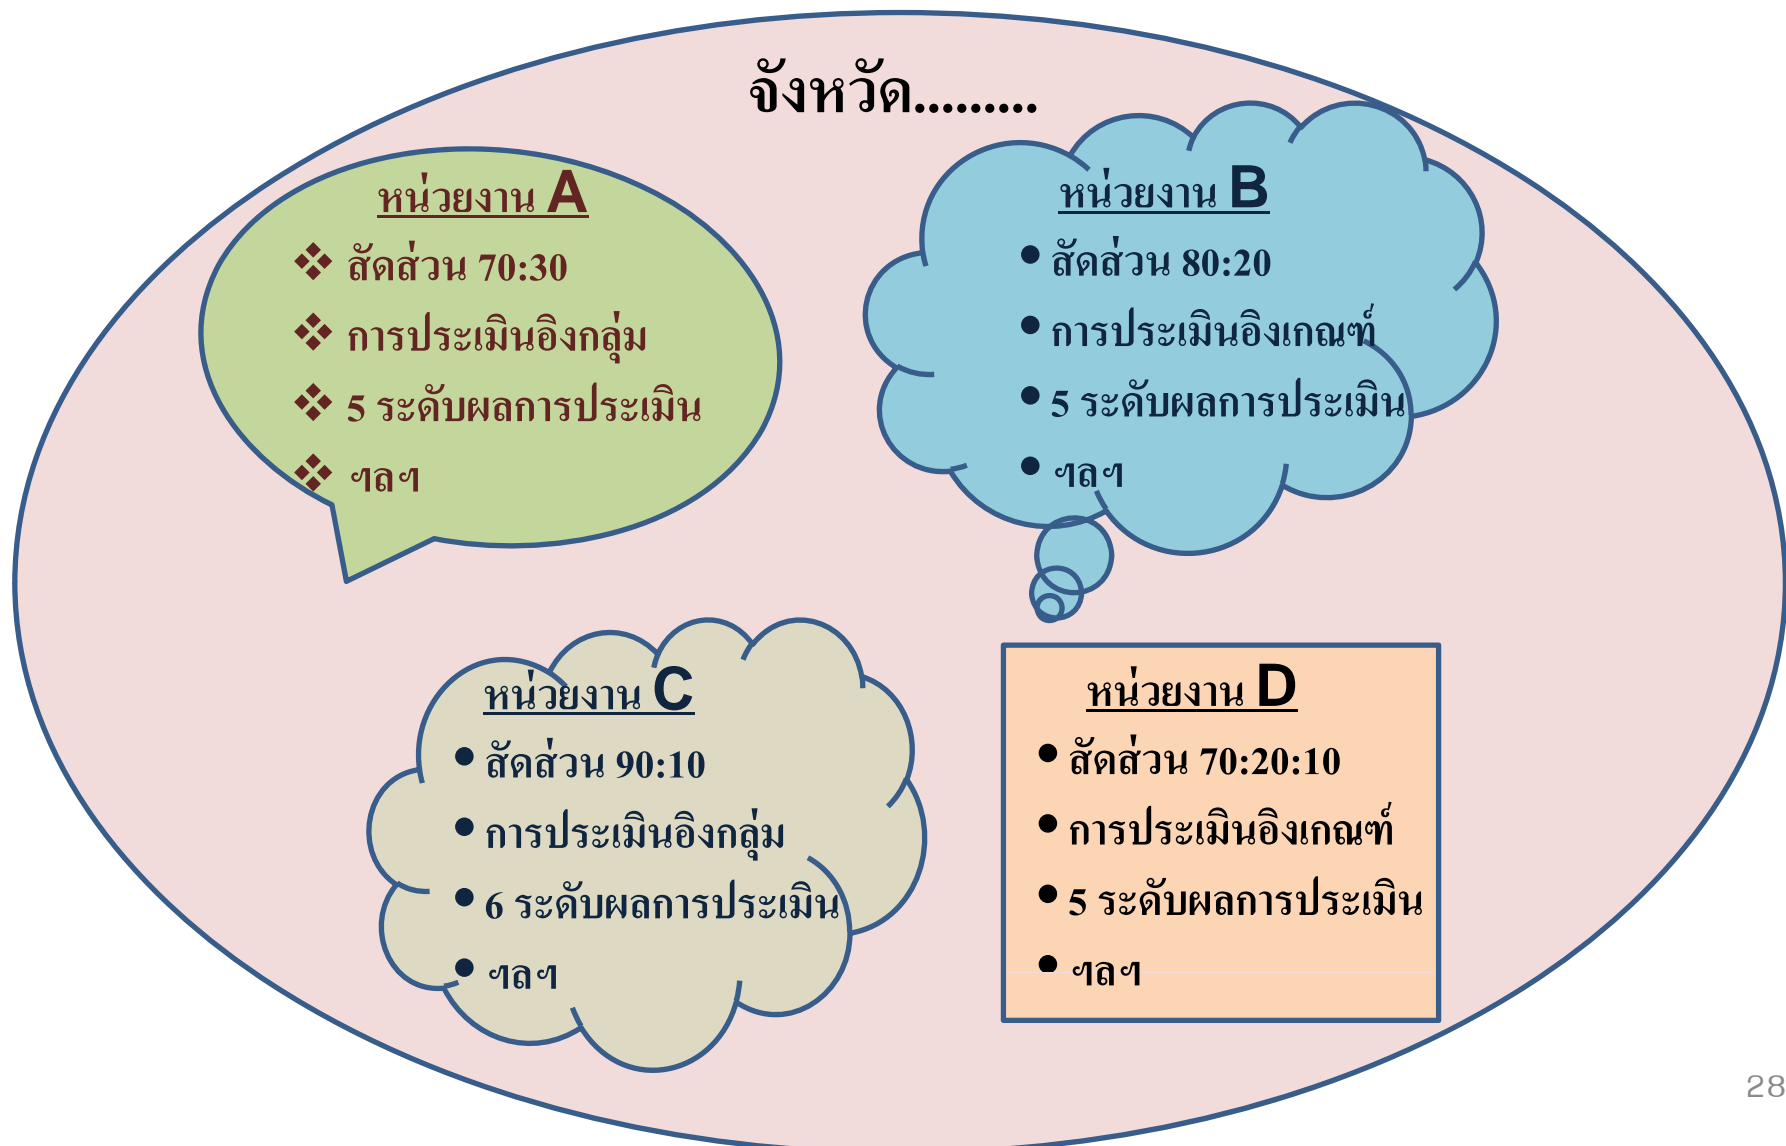 จังหวัด.........
หน่วยงาน A
❖ สัดส่วน 70:30
❖ การประเมินอิงกลุ่ม
❖ 5 ระดับผลการประเมิน
❖ ฯลฯ
หน่วยงาน B
• สัดส่วน 80:20
• การประเมินอิงเกณฑ์
• 5 ระดับผลการประเมิน
• ฯลฯ
หน่วยงาน C
• สัดส่วน 90:10
• การประเมินอิงกลุ่ม
• 6 ระดับผลการประเมิน
• ฯลฯ
หน่วยงาน D
• สัดส่วน 70:20:10
• การประเมินอิงเกณฑ์
• 5 ระดับผลการประเมิน
• ฯลฯ
28